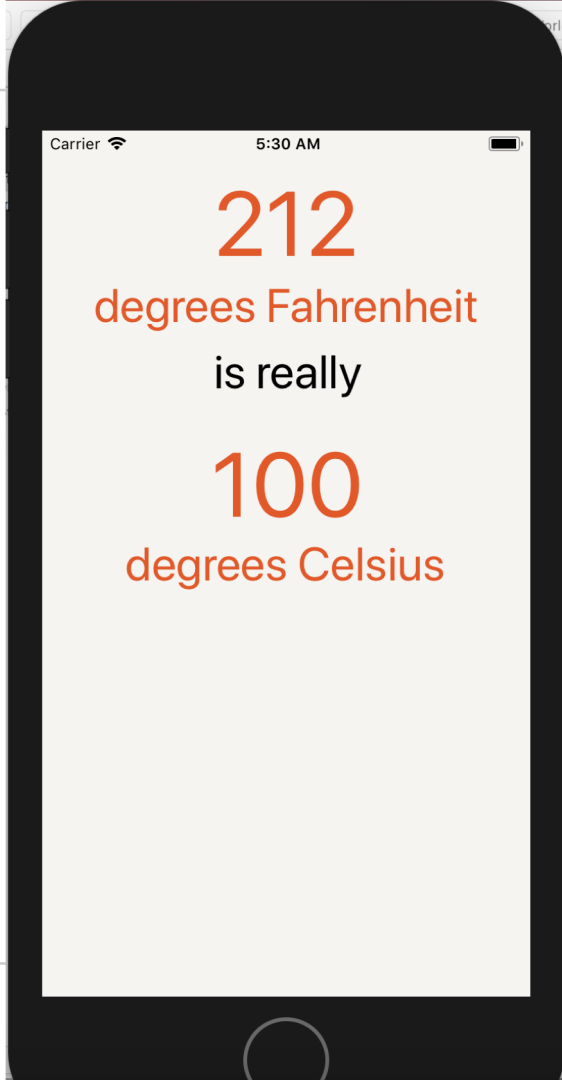 Carrier 5:30 AM
212
degrees Fahrenheit
is really
100
degrees Celsius